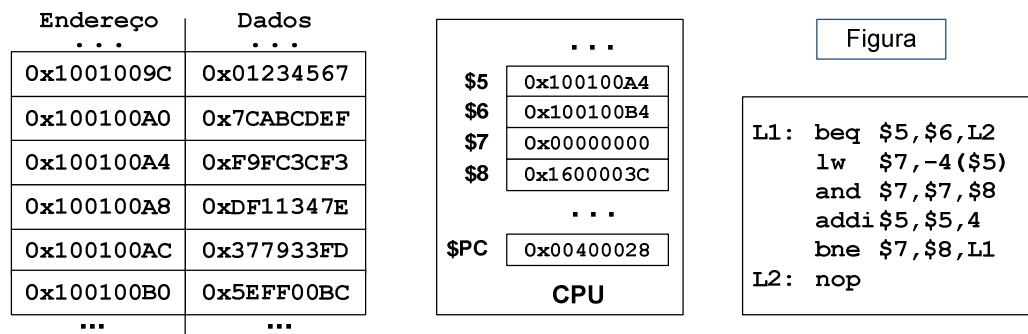 Endereço Dados
... ...
0x1001009C 0x01234567
0x100100A0 0x7CABCDEF
0x100100A4 0xF9FC3CF3
0x100100A8 0xDF11347E
0x100100AC 0x377933FD
0x100100B0 0x5EFF00BC
... ...
...
$5 0x100100A4
$6 0x100100B4
$7 0x00000000
$8 0x1600003C
...
$PC 0x00400028
CPU
Figura
L1: beq $5,$6,L2
lw $7,-4($5)
and $7,$7,$8
addi $5,$5,4
bne $7,$8,L1
L2: nop